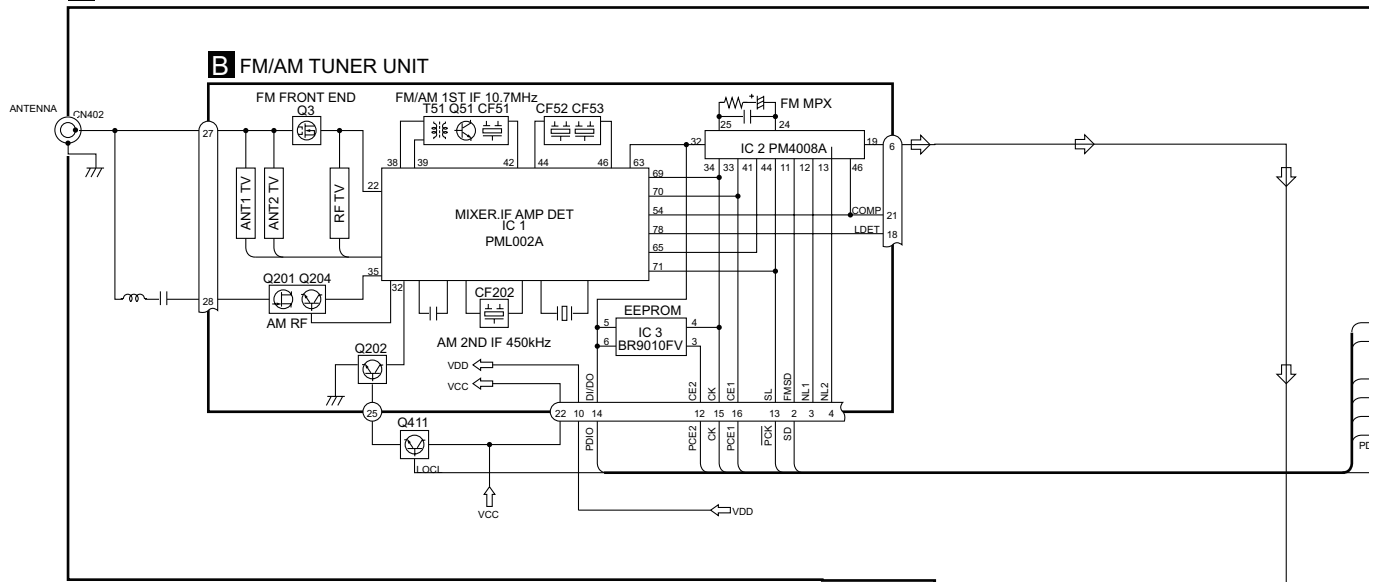 B FM/AM TUNER UNIT
ANTENNA
CN402
FM FRONT END
Q3
FM/AM 1ST IF 10.7MHz
T51 Q51 CF51
CF52 CF53
FM MPX
25
24
27
32
IC 2 PM4008A
19
6
38
39
42
44
46
63
34
33
41
44
11
12
13
46
22
69
70
54
COMP
21
78
LDET
18
65
71
ANT1 TV
ANT2 TV
RF TV
MIXER.IF AMP DET
IC 1
PML002A
35
32
Q201 Q204
28
AM RF
CF202
AM 2ND IF 450kHz
EEPROM
5
4
IC 3
6
BR9010FV
3
Q202
VDD
VCC
DI/DO
CE2
CK
CE1
SL
FMSD
NL1
NL2
25
22
10
14
12
15
16
13
2
3
4
Q411
PDIO
PCE2
CK
PCE1
PCK
SD
LOCL
VCC
VDD